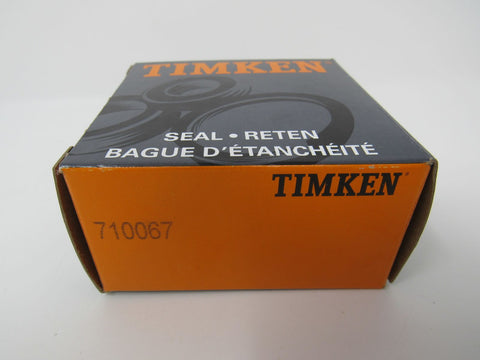 TIMKEN
SEAL • RETEN
BAGUE D'ÉTANCHÉITÉ
TIMKEN®
710067